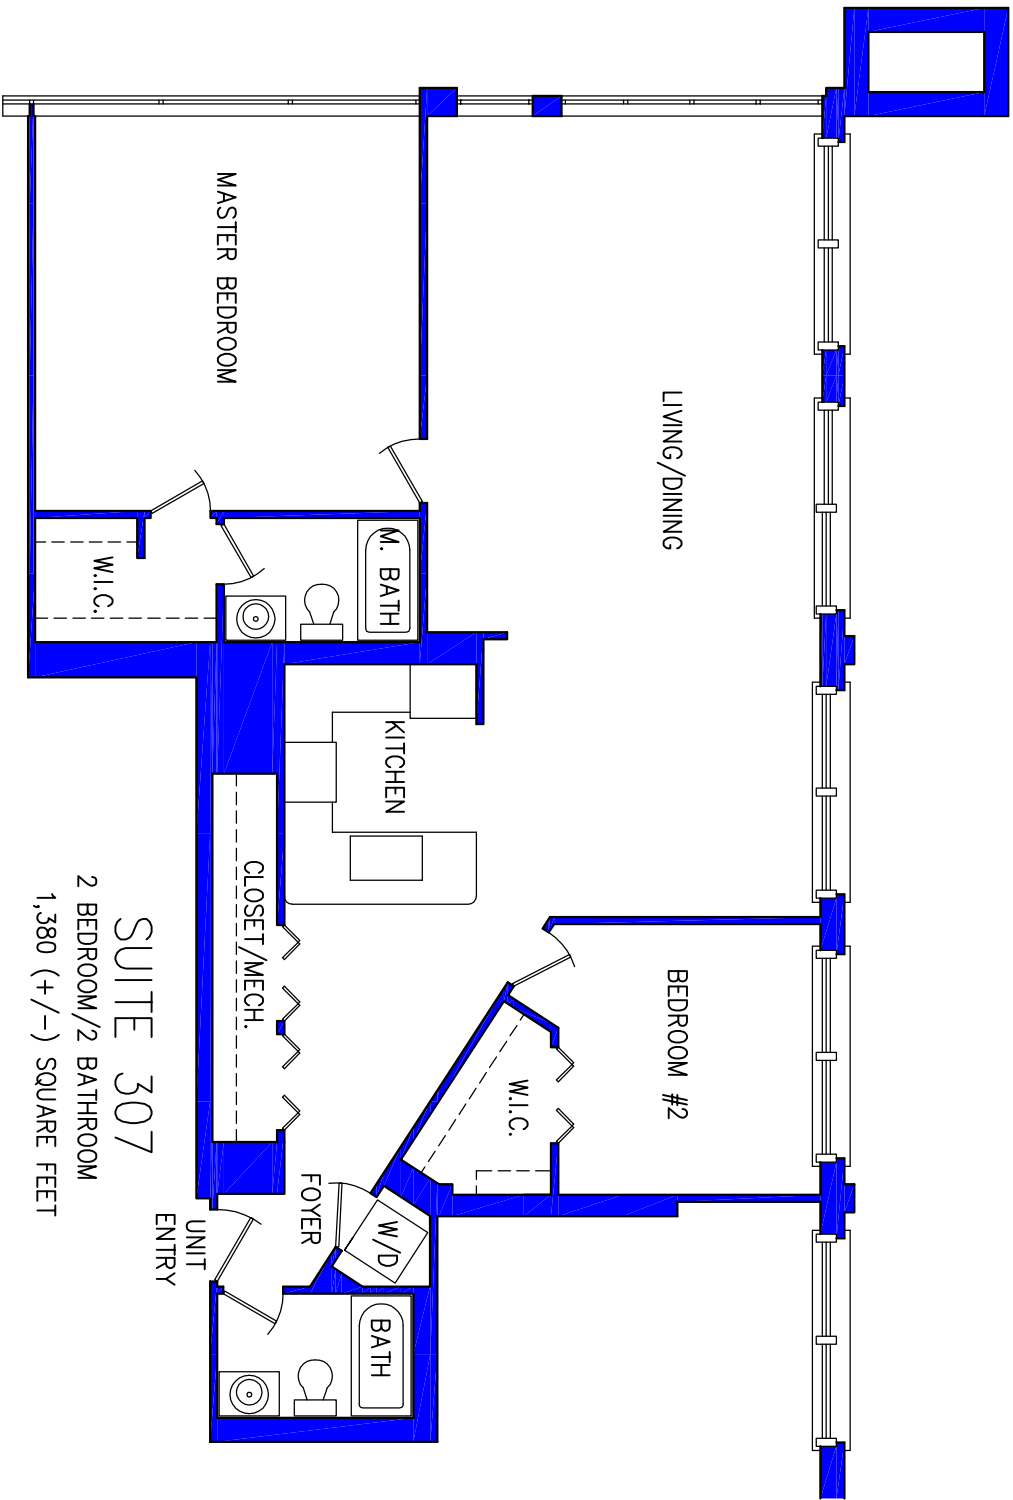 LIVING/DINING
BEDROOM #2
MASTER BEDROOM
M. BATH
W.I.C.
KITCHEN
W.I.C.
CLOSET/MECH.
FOYER
W/D
BATH
UNIT
ENTRY
SUITE 307
2 BEDROOM/2 BATHROOM
1,380 (+/-) SQUARE FEET